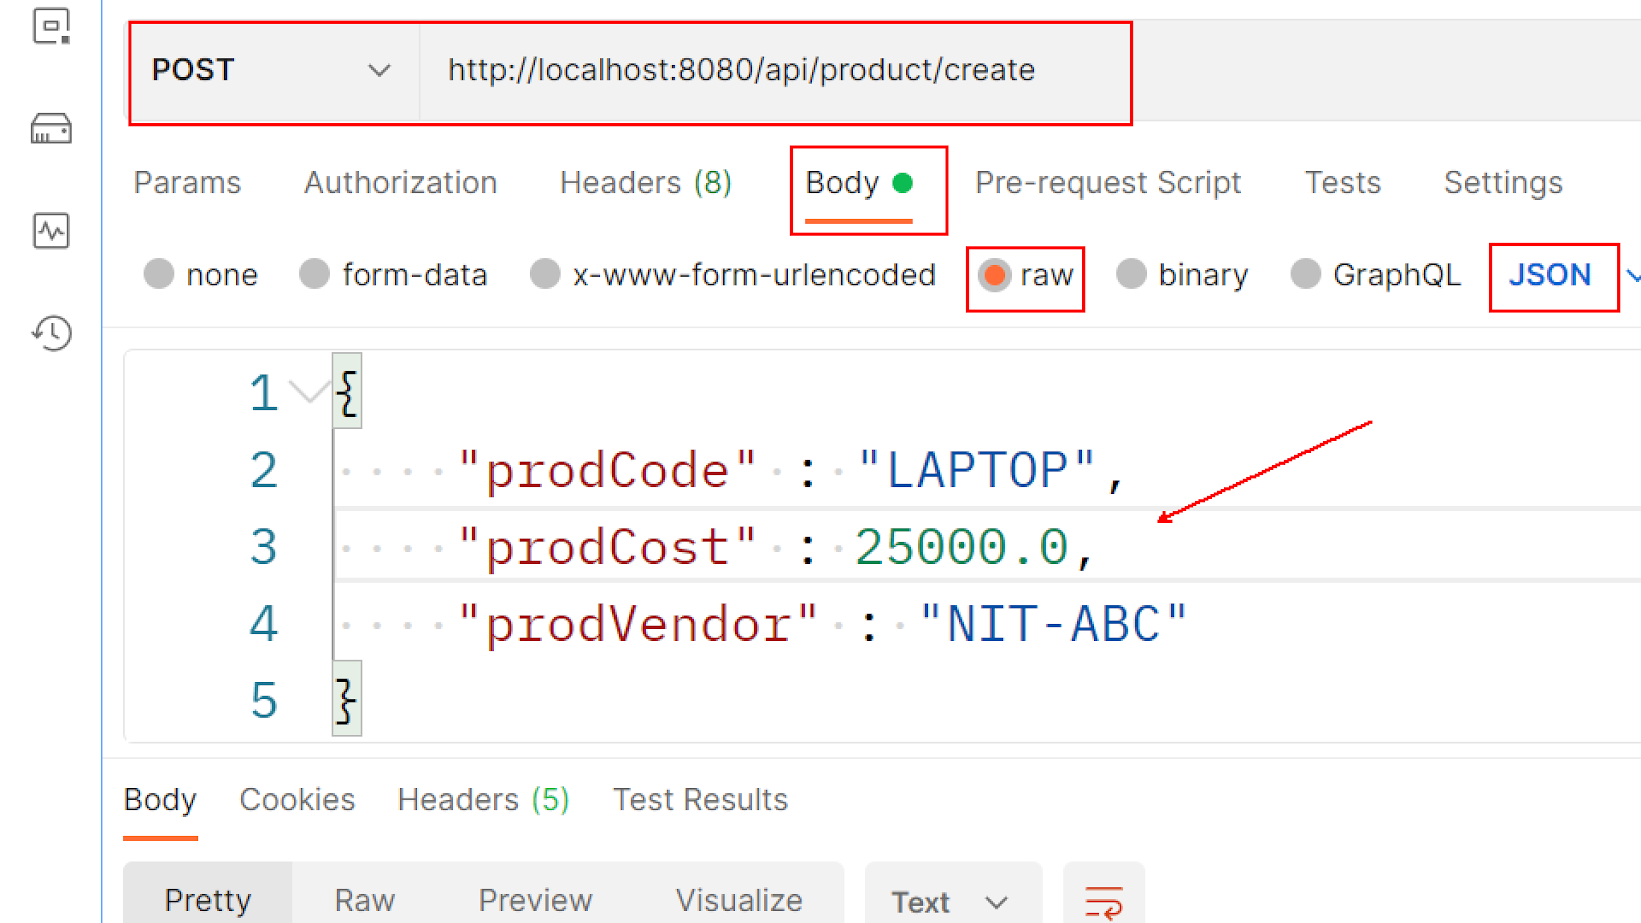 POST http://localhost:8080/api/product/create
Params Authorization Headers (8) Body Pre-request Script Tests Settings
none form-data x-www-form-urlencoded raw binary GraphQL JSON
1 {
2 "prodCode" : "LAPTOP",
3 "prodCost" : 25000.0,
4 "prodVendor" : "NIT-ABC"
5 }
Body Cookies Headers (5) Test Results
Pretty Raw Preview Visualize Text